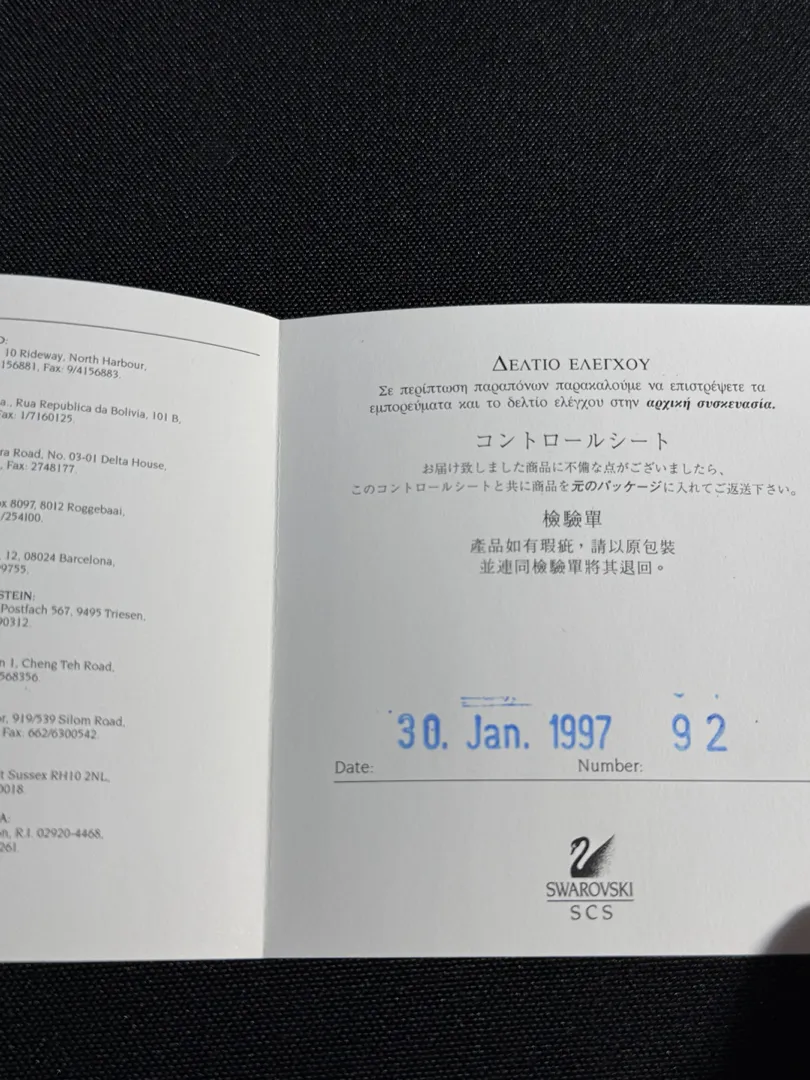 10 Rideway, North Harbour,
156881, Fax: 9/4156883.
Rua Republica da Bolivia, 101 B,
Fax: 1/7160125.
Road, No. 03-01 Delta House,
Fax: 2748177.
8097, 8012 Roggebaai,
/254100.
12, 08024 Barcelona,
9755.
STEIN:
Postfach 567, 9495 Triesen,
90312.
1, Cheng Teh Road,
568356.
919/539 Silom Road,
Fax: 662/6300542.
Sussex RH10 2NL,
0018.
A:
R.I. 02920-4468,
261.
ΔΕΛΤΙΟ ΕΛΕΓΧΟΥ
Σε περίπτωση παραπόνων παρακαλούμε να επιστρέψετε τα
εμπορεύματα και το δελτίο ελέγχου στην αρχική συσκευασία.
コントロールシート
お届け致しました商品に不備な点がございましたら、
このコントロールシートと共に商品を元のパッケージに入れてご返送下さい。
檢驗單
產品如有瑕疵，請以原包裝
並連同檢驗單將其退回。
30. Jan. 1997 92
Date: Number:
SWAROVSKI
SCS